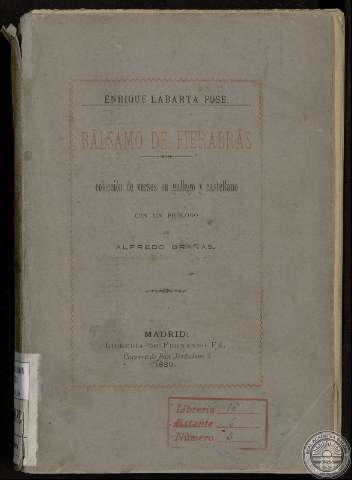 ENRIQUE LABARTA POSE.
BÁLSAMO DE FIERABRÁS
colección de versos en gallego y castellano
CON UN PRÓLOGO
DE
ALFREDO BRAÑAS.
MADRID:
LIBRERÍA DE FERNANDO FÉ,
Carrera de San Jerónimo, 2
1889.
Librería
Estante
Número